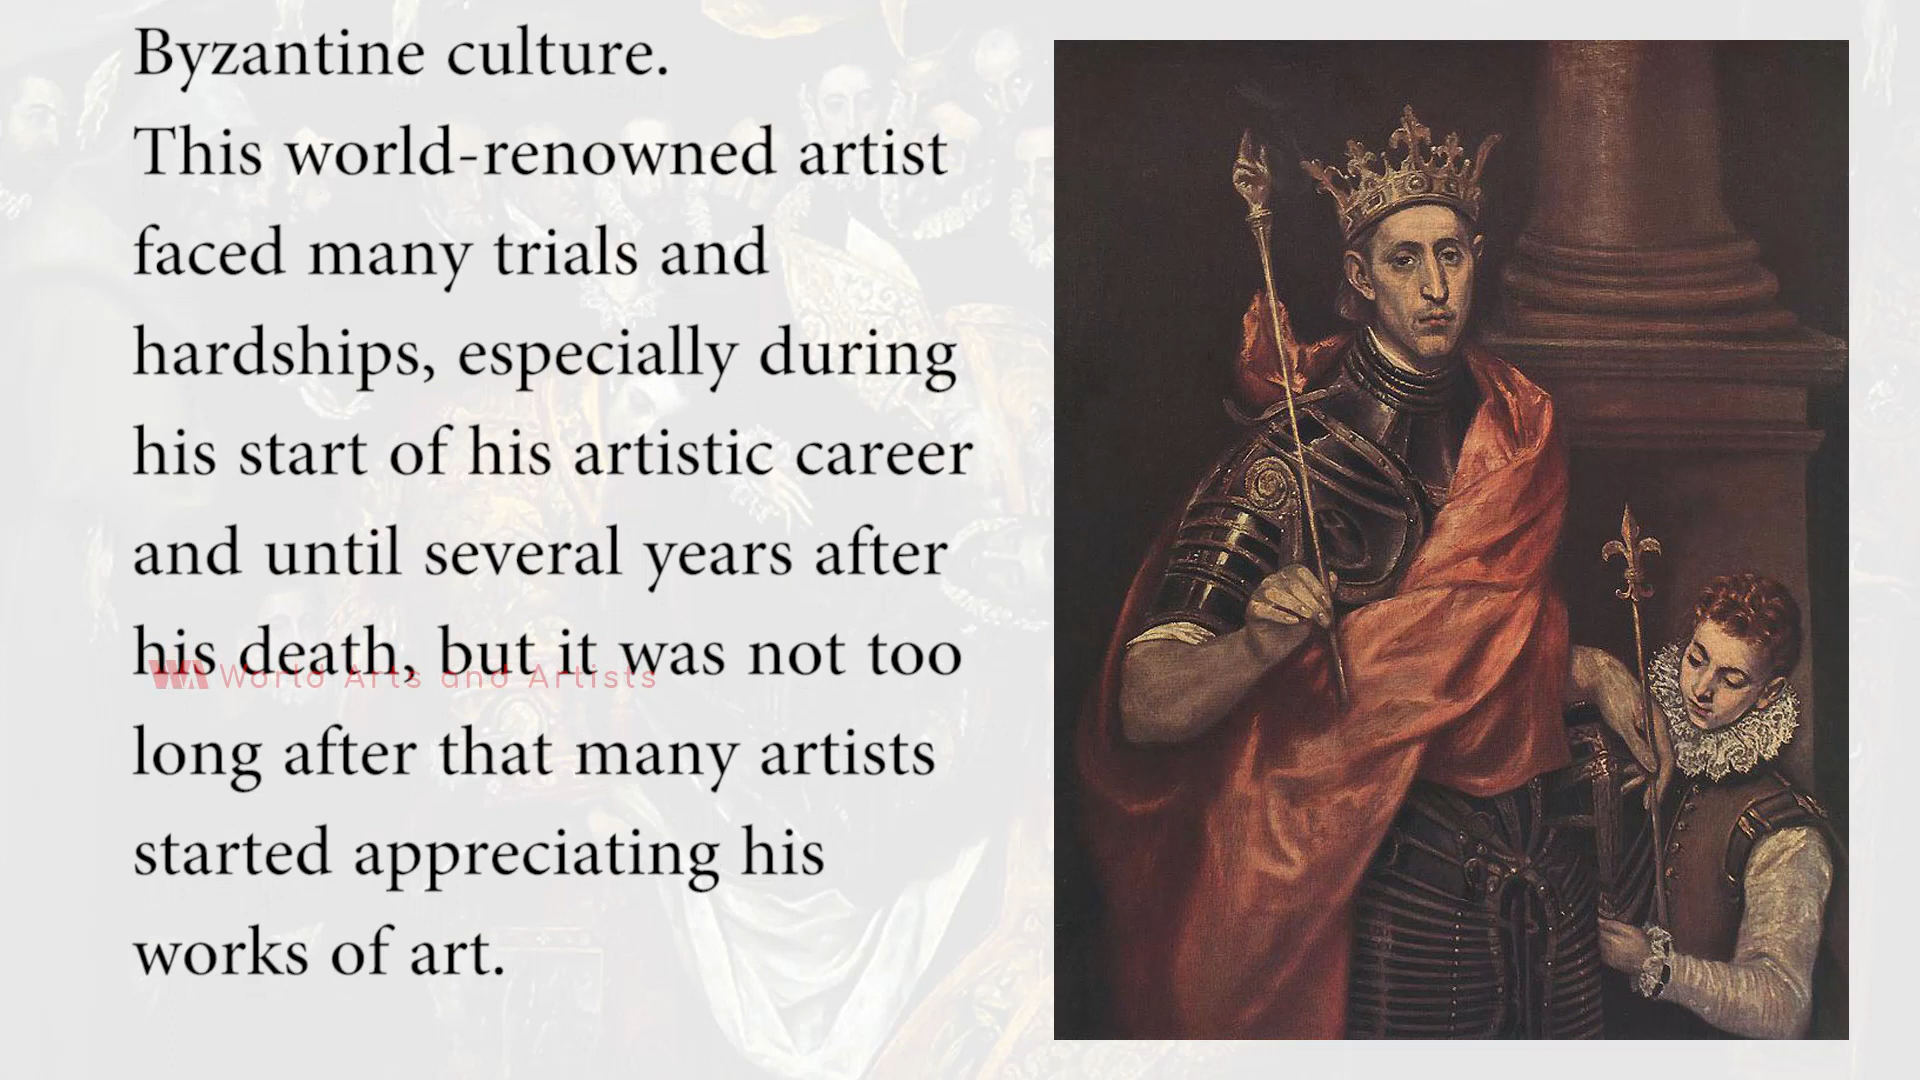 Byzantine culture.
This world-renowned artist
faced many trials and
hardships, especially during
his start of his artistic career
and until several years after
his death, but it was not too
WA World Arts and Artists
long after that many artists
started appreciating his
works of art.